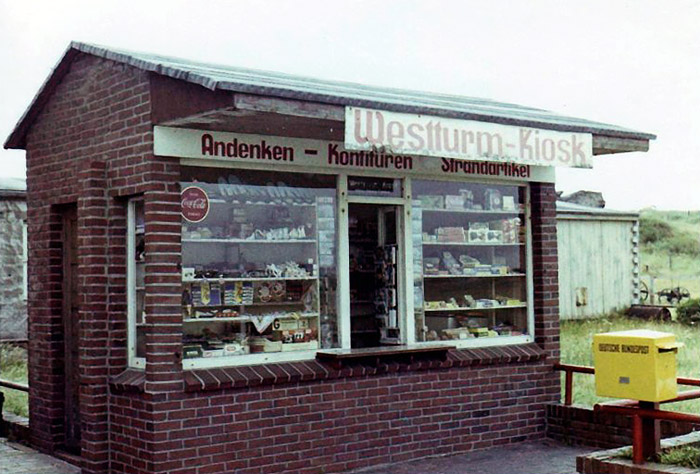 Westturm-Kiosk
Andenken - Konfitüren - Strandartikel
Coca-Cola
DEUTSCHE BUNDESPOST